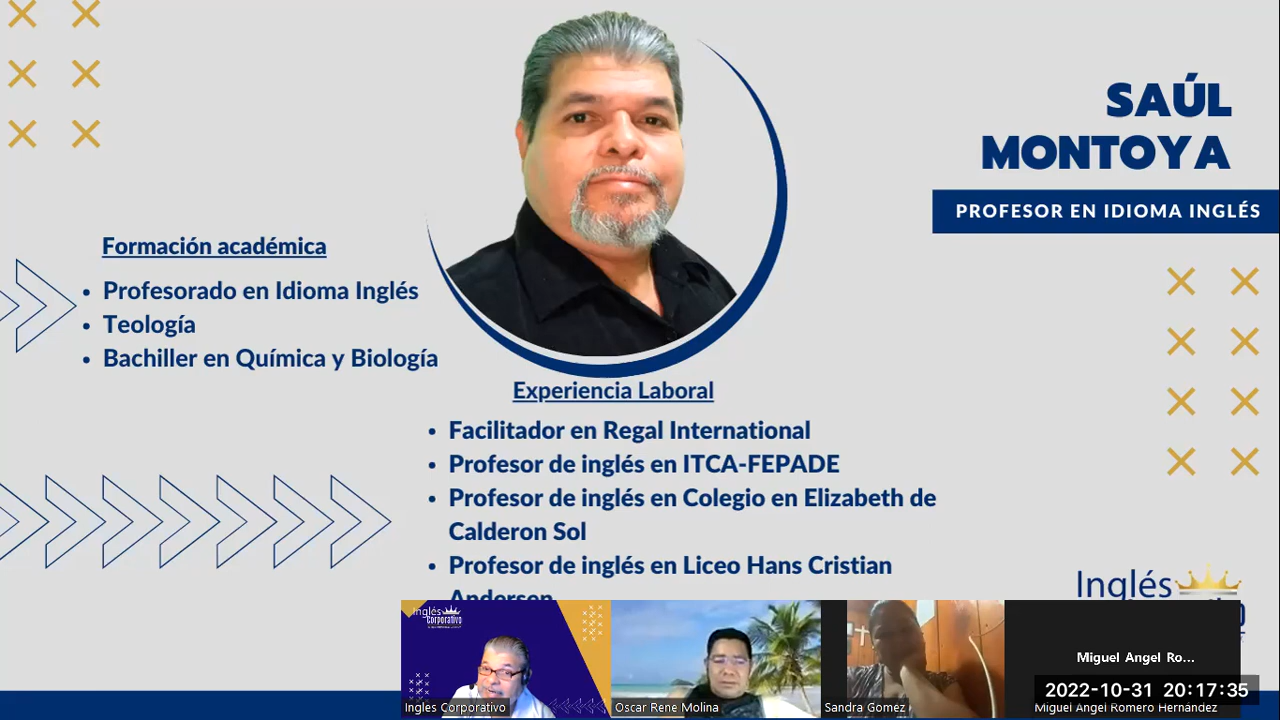 SAÚL
MONTOYA
PROFESOR EN IDIOMA INGLÉS
Formación académica
• Profesorado en Idioma Inglés
• Teología
• Bachiller en Química y Biología
Experiencia Laboral
• Facilitador en Regal International
• Profesor de inglés en ITCA-FEPADE
• Profesor de inglés en Colegio en Elizabeth de
Calderon Sol
• Profesor de inglés en Liceo Hans Cristian
Andersen
Inglés
Inglés
Corporativo
Ingles Corporativo
Oscar Rene Molina
Sandra Gomez
Miguel Angel Ro...
2022-10-31 20:17:35
Miguel Angel Romero Hernández